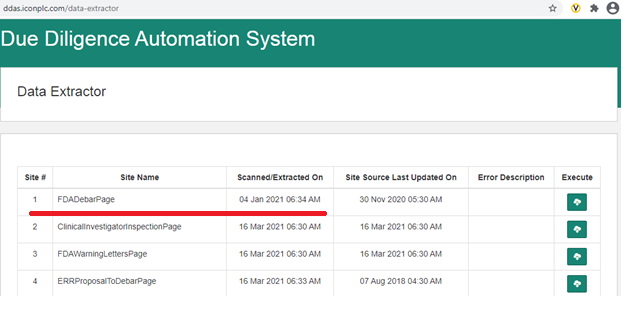 ddas.iconplc.com/data-extractor
Due Diligence Automation System
Data Extractor
Site # Site Name Scanned/Extracted On Site Source Last Updated On Error Description Execute
1 FDADebarPage 04 Jan 2021 06:34 AM 30 Nov 2020 05:30 AM
2 ClinicalInvestigatorInspectionPage 16 Mar 2021 06:30 AM 16 Mar 2021 06:30 AM
3 FDAWarningLettersPage 16 Mar 2021 06:30 AM 16 Mar 2021 06:30 AM
4 ERRProposalToDebarPage 16 Mar 2021 06:33 AM 07 Aug 2018 04:30 AM